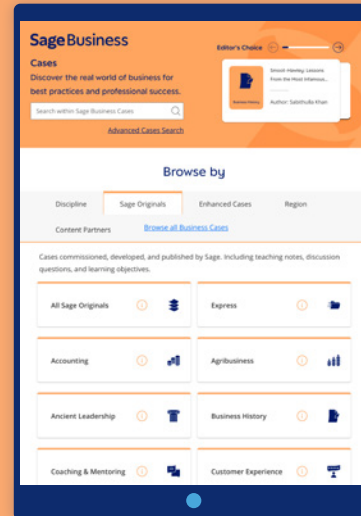 Sage Business
Cases
Discover the real world of business for
best practices and professional success.
Search within Sage Business Cases
Advanced Cases Search
Editor's Choice
Smooth Hawley: Lessons
From the Most Infamous...
Business History
Author: Sabithulla Khan
Browse by
Discipline
Sage Originals
Enhanced Cases
Region
Content Partners
Browse all Business Cases
Cases commissioned, developed, and published by Sage. Including teaching notes, discussion
questions, and learning objectives.
All Sage Originals
Express
Accounting
Agribusiness
Ancient Leadership
Business History
Coaching & Mentoring
Customer Experience